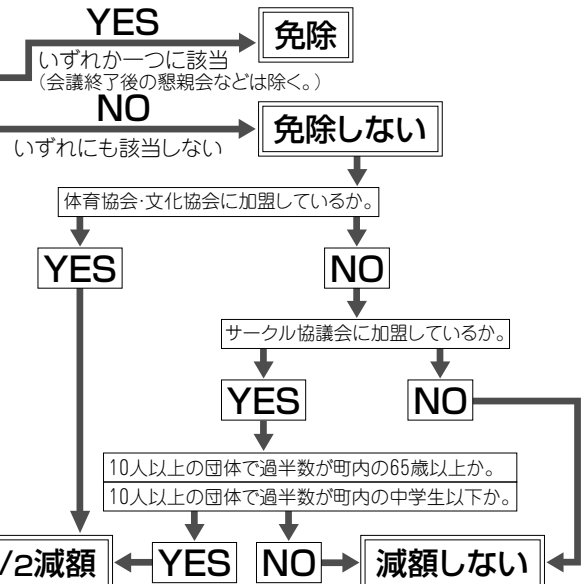 YES
いずれか一つに該当
（会議終了後の懇親会などは除く。）
免除
NO
いずれにも該当しない
免除しない
体育協会・文化協会に加盟しているか。
YES
NO
サークル協議会に加盟しているか。
YES
NO
10人以上の団体で過半数が町内の65歳以上か。
10人以上の団体で過半数が町内の中学生以下か。
/2減額
YES
NO
減額しない